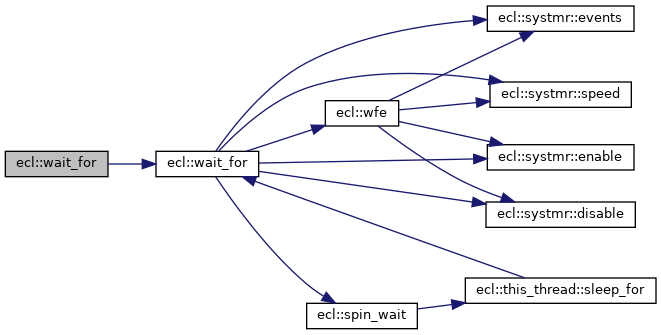 ecl::wait_for
ecl::wait_for
ecl::wfe
ecl::systmr::events
ecl::systmr::speed
ecl::systmr::enable
ecl::systmr::disable
ecl::spin_wait
ecl::this_thread::sleep_for